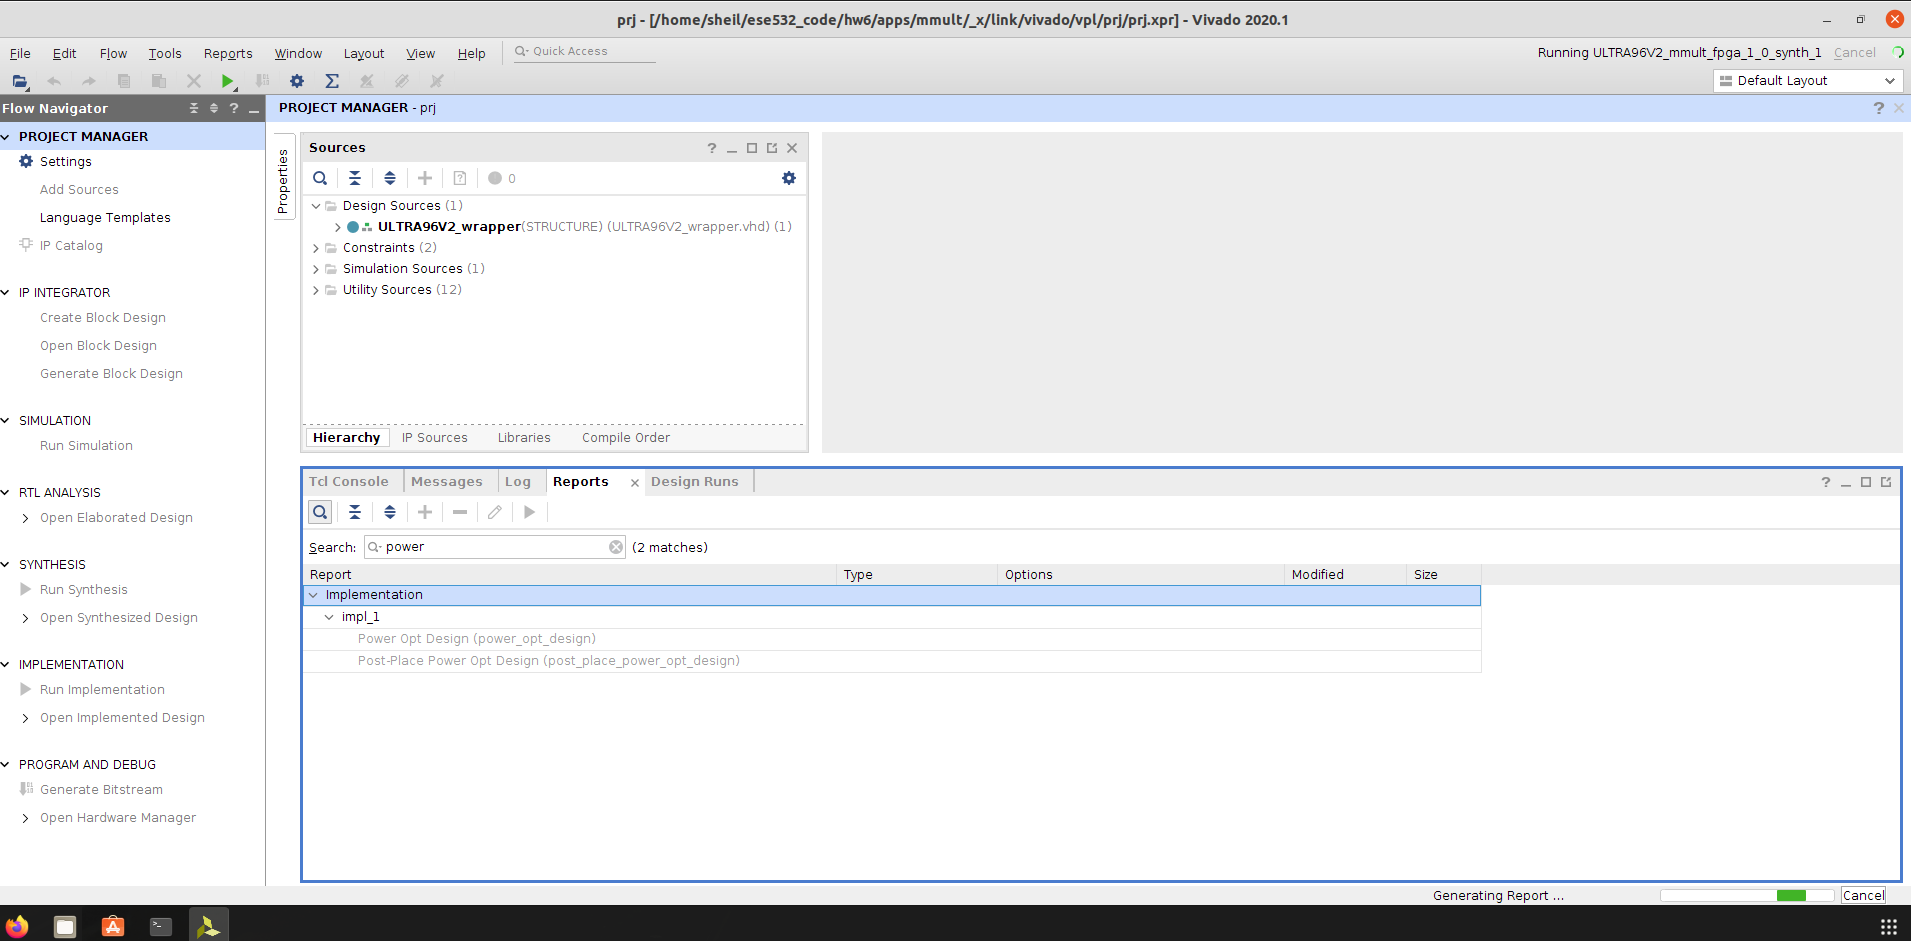 prj - [/home/sheil/ese532_code/hw6/apps/mmult/_x/link/vivado/vpl/prj/prj.xpr] - Vivado 2020.1
File Edit Flow Tools Reports Window Layout View Help Quick Access
Running ULTRA96V2_mmult_fpga_1_0_synth_1 Cancel
Default Layout
Flow Navigator
PROJECT MANAGER
Settings
Add Sources
Language Templates
IP Catalog
IP INTEGRATOR
Create Block Design
Open Block Design
Generate Block Design
SIMULATION
Run Simulation
RTL ANALYSIS
Open Elaborated Design
SYNTHESIS
Run Synthesis
Open Synthesized Design
IMPLEMENTATION
Run Implementation
Open Implemented Design
PROGRAM AND DEBUG
Generate Bitstream
Open Hardware Manager
PROJECT MANAGER - prj
Properties
Sources
0
Design Sources (1)
ULTRA96V2_wrapper(STRUCTURE) (ULTRA96V2_wrapper.vhd) (1)
Constraints (2)
Simulation Sources (1)
Utility Sources (12)
Hierarchy IP Sources Libraries Compile Order
Tcl Console Messages Log Reports Design Runs
Search: power (2 matches)
Report Type Options Modified Size
Implementation
impl_1
Power Opt Design (power_opt_design)
Post-Place Power Opt Design (post_place_power_opt_design)
Generating Report ... Cancel